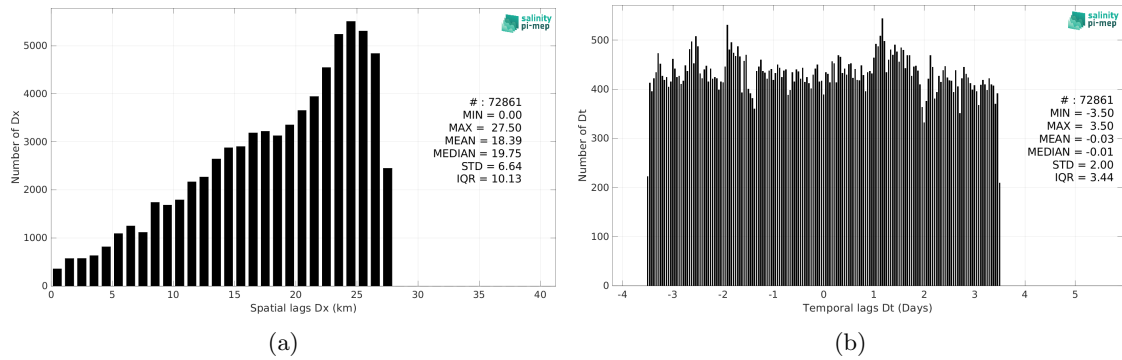 salinity
pi-mep
5000
4000
3000
2000
1000
0
Number of Dx
# : 72861
MIN = 0.00
MAX = 27.50
MEAN = 18.39
MEDIAN = 19.75
STD = 6.64
IQR = 10.13
0 5 10 15 20 25 30 35 40
Spatial lags Dx (km)
(a)
salinity
pi-mep
500
400
300
200
100
0
Number of Dt
# : 72861
MIN = -3.50
MAX = 3.50
MEAN = -0.03
MEDIAN = -0.01
STD = 2.00
IQR = 3.44
-4 -3 -2 -1 0 1 2 3 4 5
Temporal lags Dt (Days)
(b)